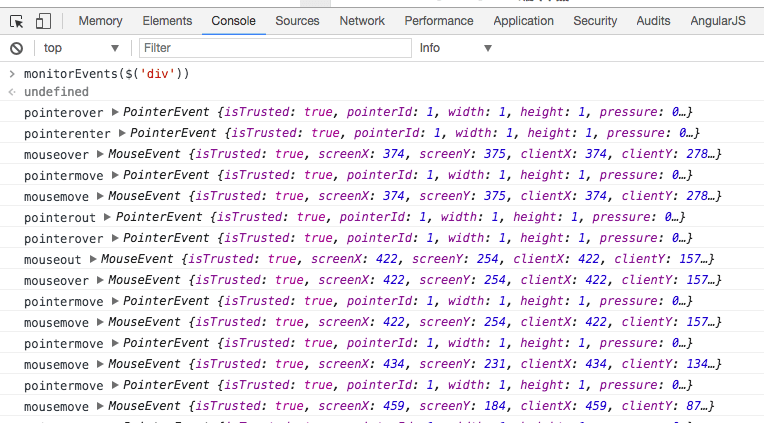 Memory Elements Console Sources Network Performance Application Security Audits AngularJS
top ▼ Filter Info ▼
> monitorEvents($('div'))
undefined
pointerover ▶ PointerEvent {isTrusted: true, pointerId: 1, width: 1, height: 1, pressure: 0…}
pointerenter ▶ PointerEvent {isTrusted: true, pointerId: 1, width: 1, height: 1, pressure: 0…}
mouseover ▶ MouseEvent {isTrusted: true, screenX: 374, screenY: 375, clientX: 374, clientY: 278…}
pointermove ▶ PointerEvent {isTrusted: true, pointerId: 1, width: 1, height: 1, pressure: 0…}
mousemove ▶ MouseEvent {isTrusted: true, screenX: 374, screenY: 375, clientX: 374, clientY: 278…}
pointerout ▶ PointerEvent {isTrusted: true, pointerId: 1, width: 1, height: 1, pressure: 0…}
pointerover ▶ PointerEvent {isTrusted: true, pointerId: 1, width: 1, height: 1, pressure: 0…}
mouseout ▶ MouseEvent {isTrusted: true, screenX: 422, screenY: 254, clientX: 422, clientY: 157…}
mouseover ▶ MouseEvent {isTrusted: true, screenX: 422, screenY: 254, clientX: 422, clientY: 157…}
pointermove ▶ PointerEvent {isTrusted: true, pointerId: 1, width: 1, height: 1, pressure: 0…}
mousemove ▶ MouseEvent {isTrusted: true, screenX: 422, screenY: 254, clientX: 422, clientY: 157…}
pointermove ▶ PointerEvent {isTrusted: true, pointerId: 1, width: 1, height: 1, pressure: 0…}
mousemove ▶ MouseEvent {isTrusted: true, screenX: 434, screenY: 231, clientX: 434, clientY: 134…}
pointermove ▶ PointerEvent {isTrusted: true, pointerId: 1, width: 1, height: 1, pressure: 0…}
mousemove ▶ MouseEvent {isTrusted: true, screenX: 459, screenY: 184, clientX: 459, clientY: 87…}